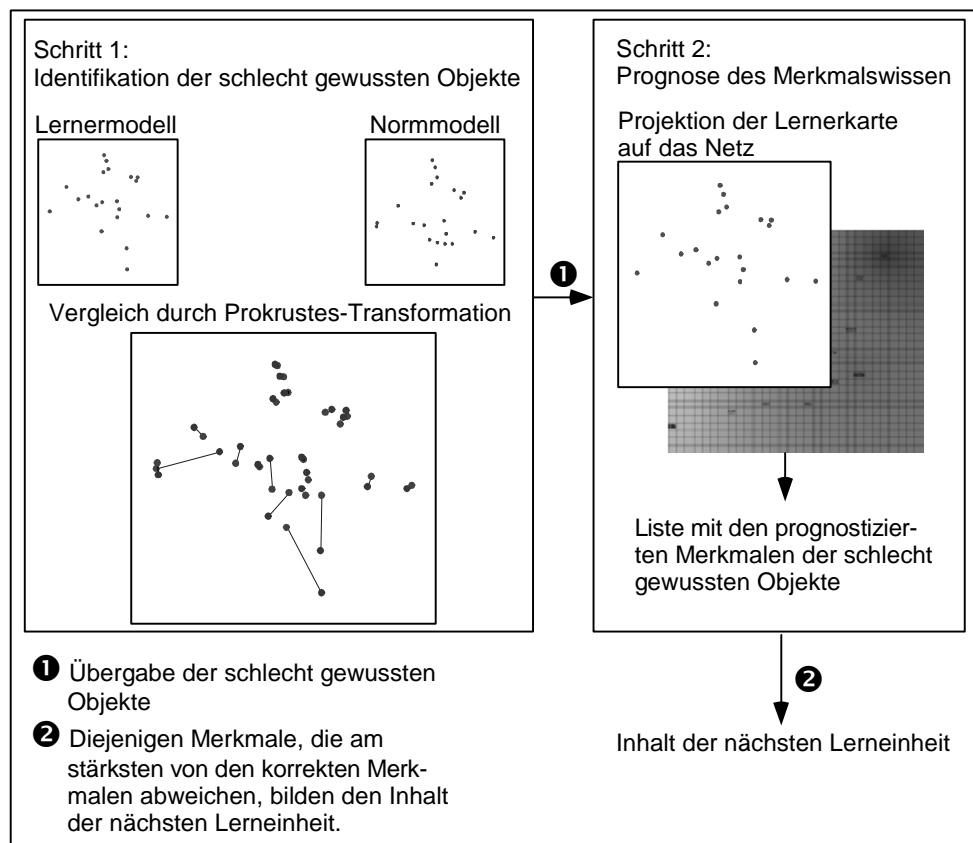 Schritt 1:
Identifikation der schlecht gewussten Objekte
Lernermodell
Normmodell
Vergleich durch Prokrustes-Transformation
❶
Schritt 2:
Prognose des Merkmalswissen
Projektion der Lernerkarte
auf das Netz
Liste mit den prognostizier-
ten Merkmalen der schlecht
gewussten Objekte
❷
Inhalt der nächsten Lerneinheit
❶ Übergabe der schlecht gewussten
Objekte
❷ Diejenigen Merkmale, die am
stärksten von den korrekten Merk-
malen abweichen, bilden den Inhalt
der nächsten Lerneinheit.